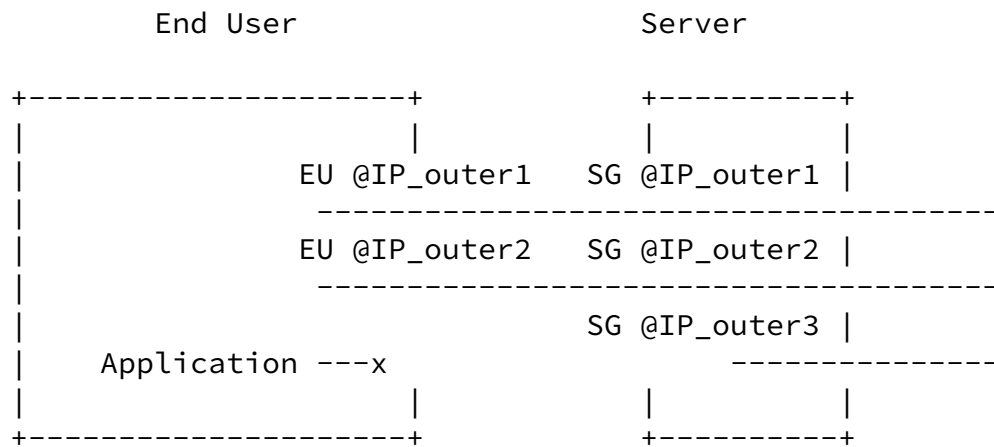 End User Server
EU @IP_outer1 SG @IP_outer1
EU @IP_outer2 SG @IP_outer2
SG @IP_outer3
Application ---x